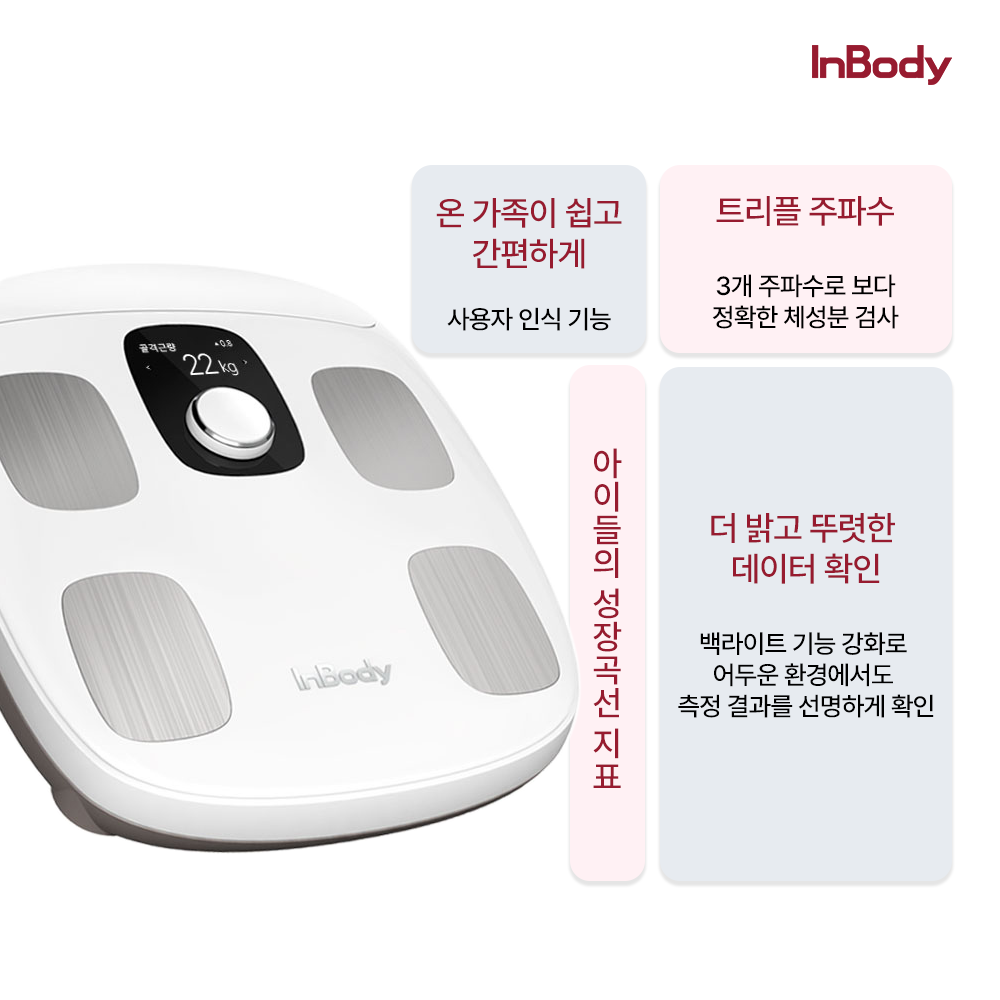 InBody
온 가족이 쉽고
간편하게
사용자 인식 기능
트리플 주파수
3개 주파수로 보다
정확한 체성분 검사
골격근량
▲0.8
< 22kg >
InBody
아이들의 성장곡선 지표
더 밝고 뚜렷한
데이터 확인
백라이트 기능 강화로
어두운 환경에서도
측정 결과를 선명하게 확인